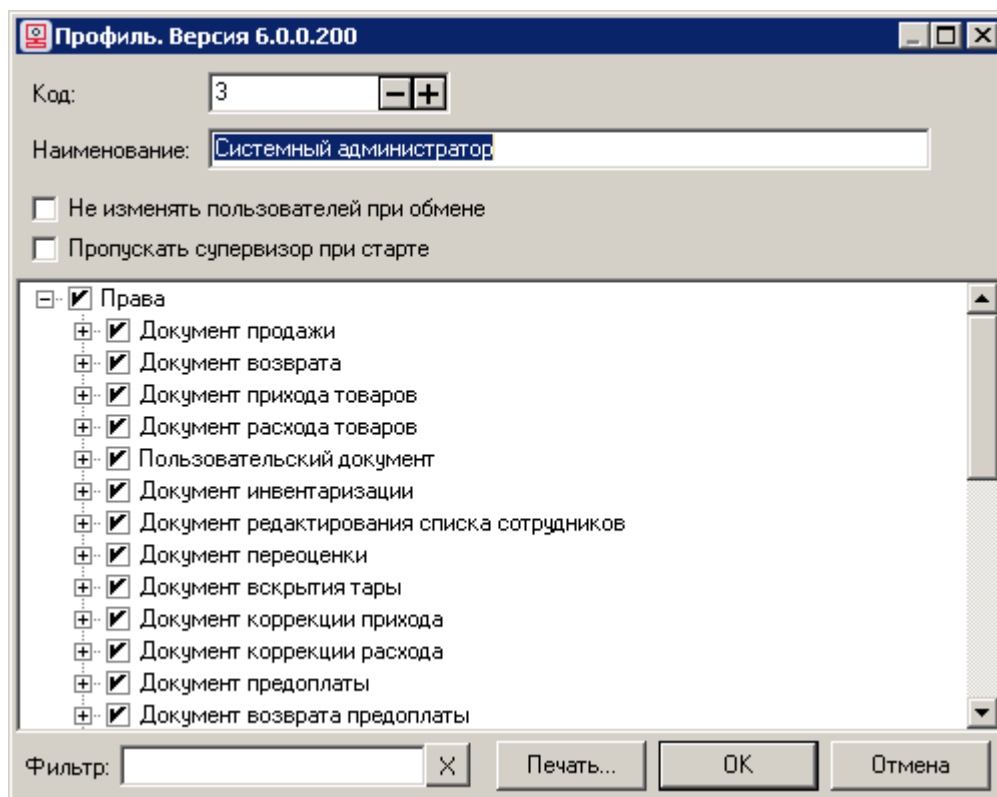 Профиль. Версия 6.0.0.200
Код: 3
Наименование: Системный администратор
Не изменять пользователей при обмене
Пропускать супервизор при старте
Права
Документ продажи
Документ возврата
Документ прихода товаров
Документ расхода товаров
Пользовательский документ
Документ инвентаризации
Документ редактирования списка сотрудников
Документ переоценки
Документ вскрытия тары
Документ коррекции прихода
Документ коррекции расхода
Документ предоплаты
Документ возврата предоплаты
Фильтр: X Печать... OK Отмена